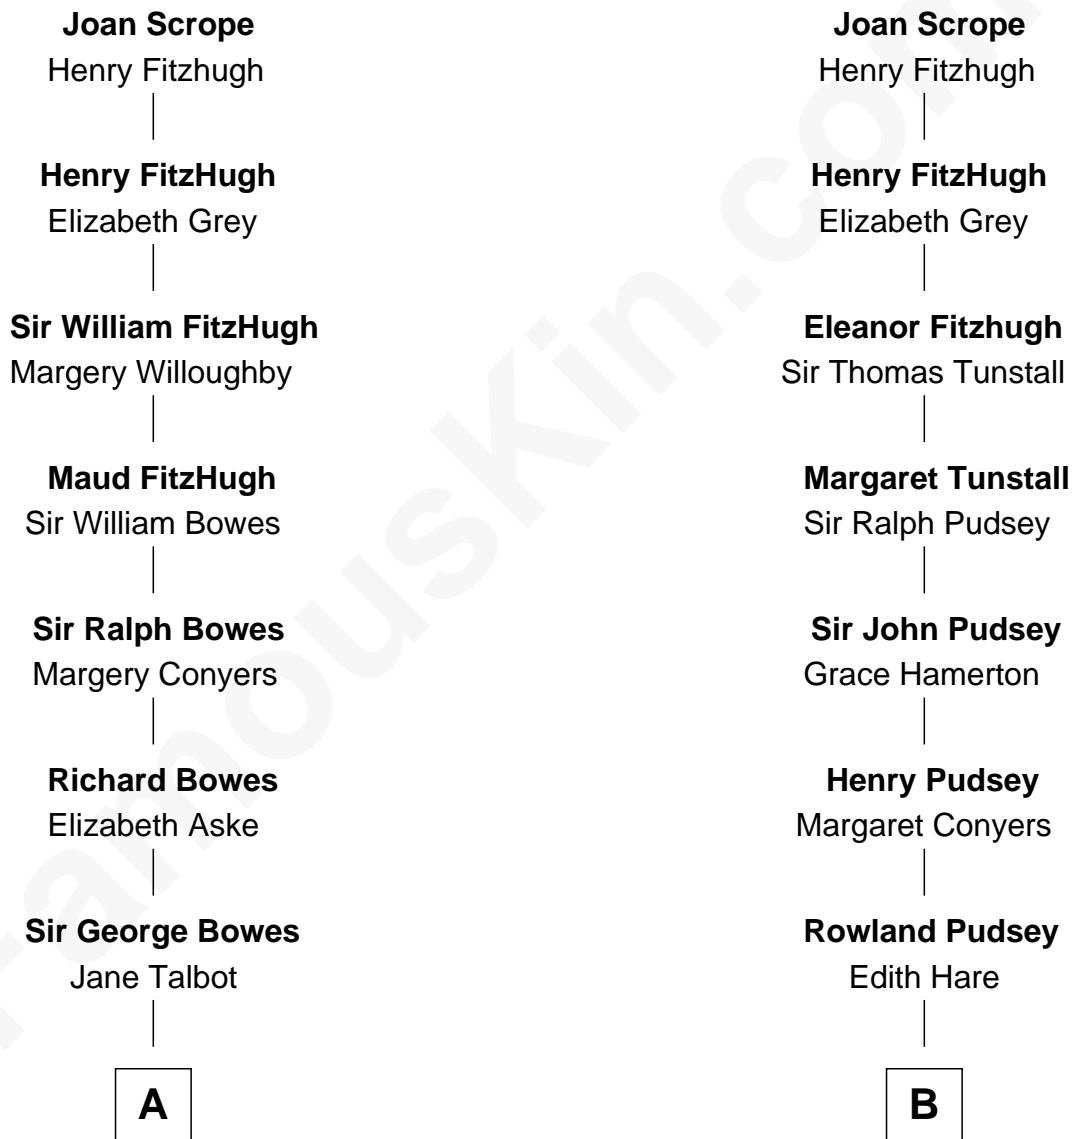 Joan Scrope
Henry Fitzhugh
Henry FitzHugh
Elizabeth Grey
Sir William FitzHugh
Margery Willoughby
Maud FitzHugh
Sir William Bowes
Sir Ralph Bowes
Margery Conyers
Richard Bowes
Elizabeth Aske
Sir George Bowes
Jane Talbot
A
Joan Scrope
Henry Fitzhugh
Henry FitzHugh
Elizabeth Grey
Eleanor Fitzhugh
Sir Thomas Tunstall
Margaret Tunstall
Sir Ralph Pudsey
Sir John Pudsey
Grace Hamerton
Henry Pudsey
Margaret Conyers
Rowland Pudsey
Edith Hare
B
FamousKin.com